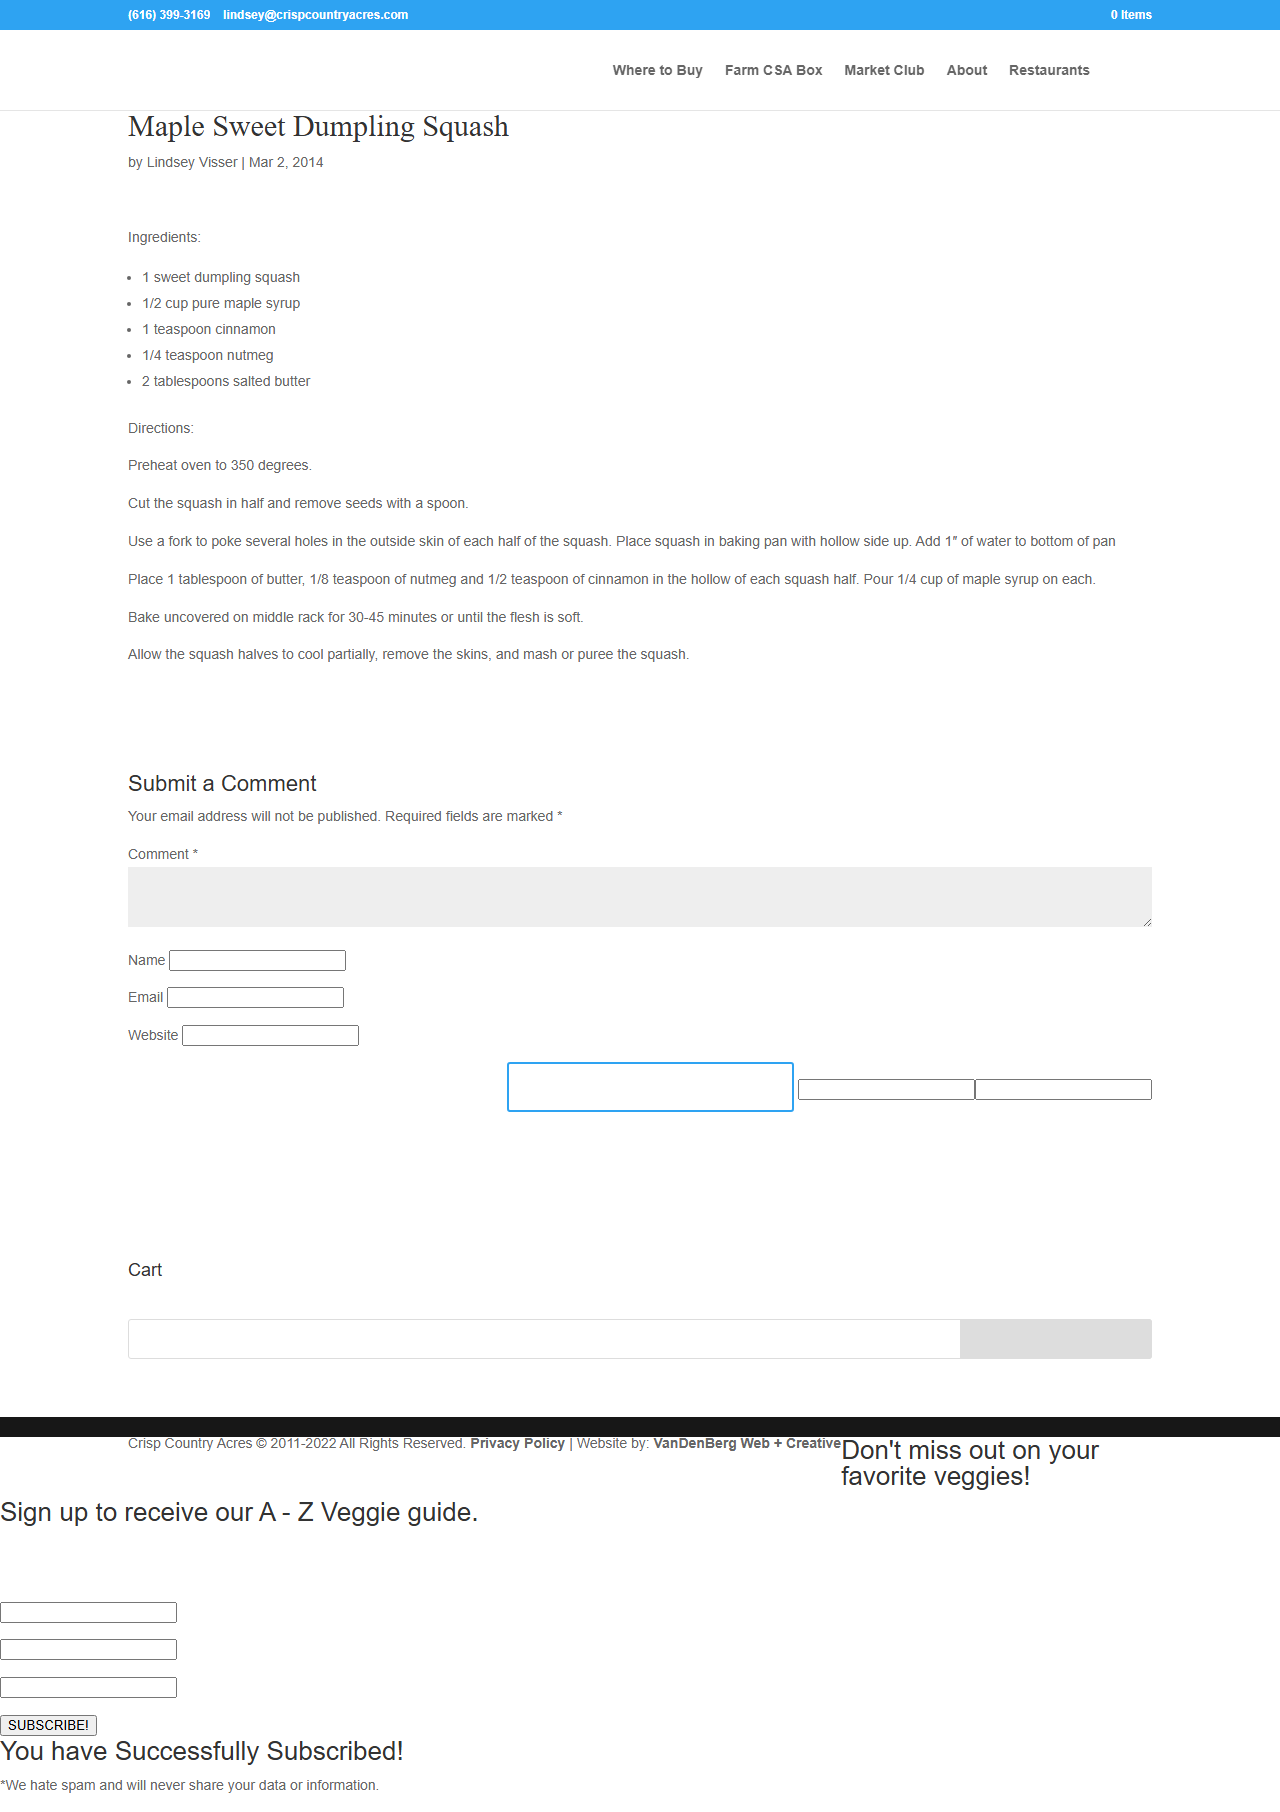 (616) 399-3169 lindsey@crispcountryacres.com 0 Items
Where to Buy Farm CSA Box Market Club About Restaurants
Maple Sweet Dumpling Squash
by Lindsey Visser | Mar 2, 2014
Ingredients:
• 1 sweet dumpling squash
• 1/2 cup pure maple syrup
• 1 teaspoon cinnamon
• 1/4 teaspoon nutmeg
• 2 tablespoons salted butter
Directions:
Preheat oven to 350 degrees.
Cut the squash in half and remove seeds with a spoon.
Use a fork to poke several holes in the outside skin of each half of the squash. Place squash in baking pan with hollow side up. Add 1″ of water to bottom of pan
Place 1 tablespoon of butter, 1/8 teaspoon of nutmeg and 1/2 teaspoon of cinnamon in the hollow of each squash half. Pour 1/4 cup of maple syrup on each.
Bake uncovered on middle rack for 30-45 minutes or until the flesh is soft.
Allow the squash halves to cool partially, remove the skins, and mash or puree the squash.
Submit a Comment
Your email address will not be published. Required fields are marked *
Comment *
Name
Email
Website
Cart
Crisp Country Acres © 2011-2022 All Rights Reserved. Privacy Policy | Website by: VanDenBerg Web + Creative
Don't miss out on your
favorite veggies!
Sign up to receive our A - Z Veggie guide.
SUBSCRIBE!
You have Successfully Subscribed!
*We hate spam and will never share your data or information.